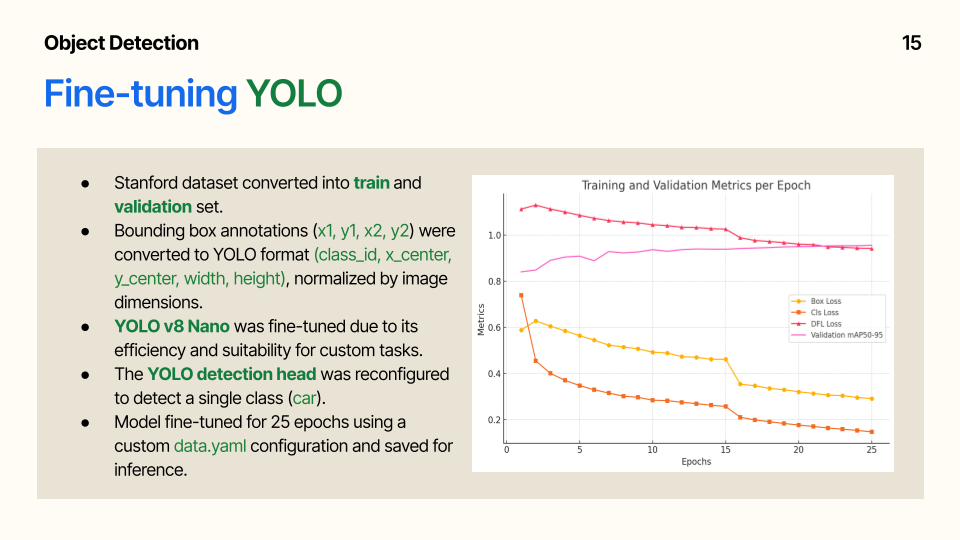 Object Detection
15
Fine-tuning YOLO
● Stanford dataset converted into train and
validation set.
● Bounding box annotations (x1, y1, x2, y2) were
converted to YOLO format (class_id, x_center,
y_center, width, height), normalized by image
dimensions.
● YOLO v8 Nano was fine-tuned due to its
efficiency and suitability for custom tasks.
● The YOLO detection head was reconfigured
to detect a single class (car).
● Model fine-tuned for 25 epochs using a
custom data.yaml configuration and saved for
inference.
Training and Validation Metrics per Epoch
Metrics
1.0
0.8
0.6
0.4
0.2
Box Loss
Cls Loss
DFL Loss
Validation mAP50-95
0 5 10 15 20 25
Epochs